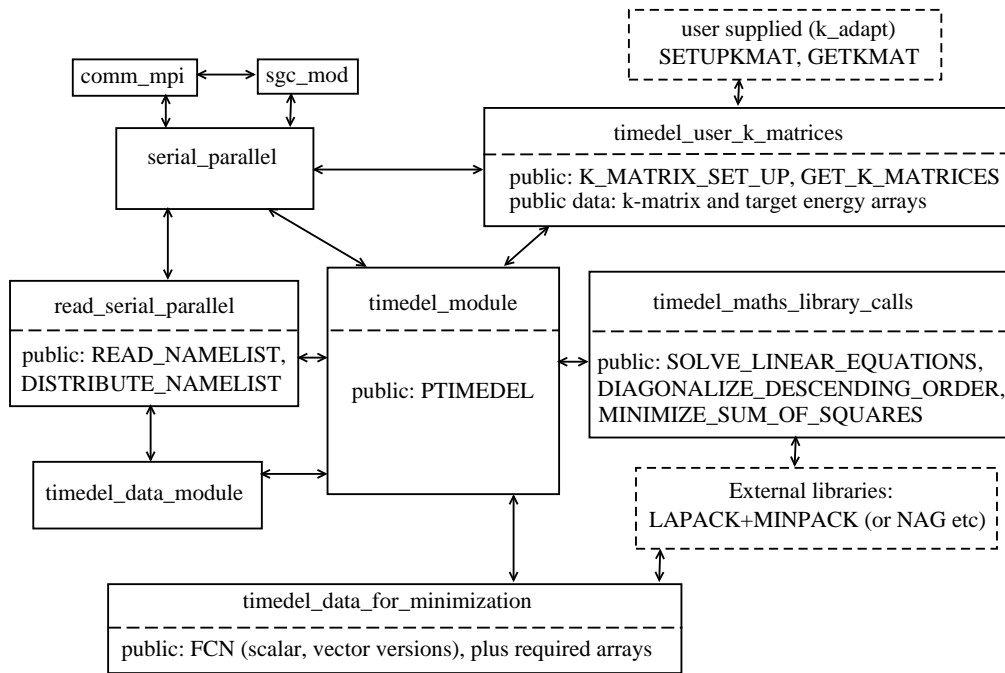 user supplied (k_adapt)
SETUPKMAT, GETKMAT
comm_mpi
sgc_mod
serial_parallel
timedel_user_k_matrices
public: K_MATRIX_SET_UP, GET_K_MATRICES
public data: k-matrix and target energy arrays
read_serial_parallel
public: READ_NAMELIST,
DISTRIBUTE_NAMELIST
timedel_module
public: PTIMEDEL
timedel_maths_library_calls
public: SOLVE_LINEAR_EQUATIONS,
DIAGONALIZE_DESCENDING_ORDER,
MINIMIZE_SUM_OF_SQUARES
timedel_data_module
External libraries:
LAPACK+MINPACK (or NAG etc)
timedel_data_for_minimization
public: FCN (scalar, vector versions), plus required arrays